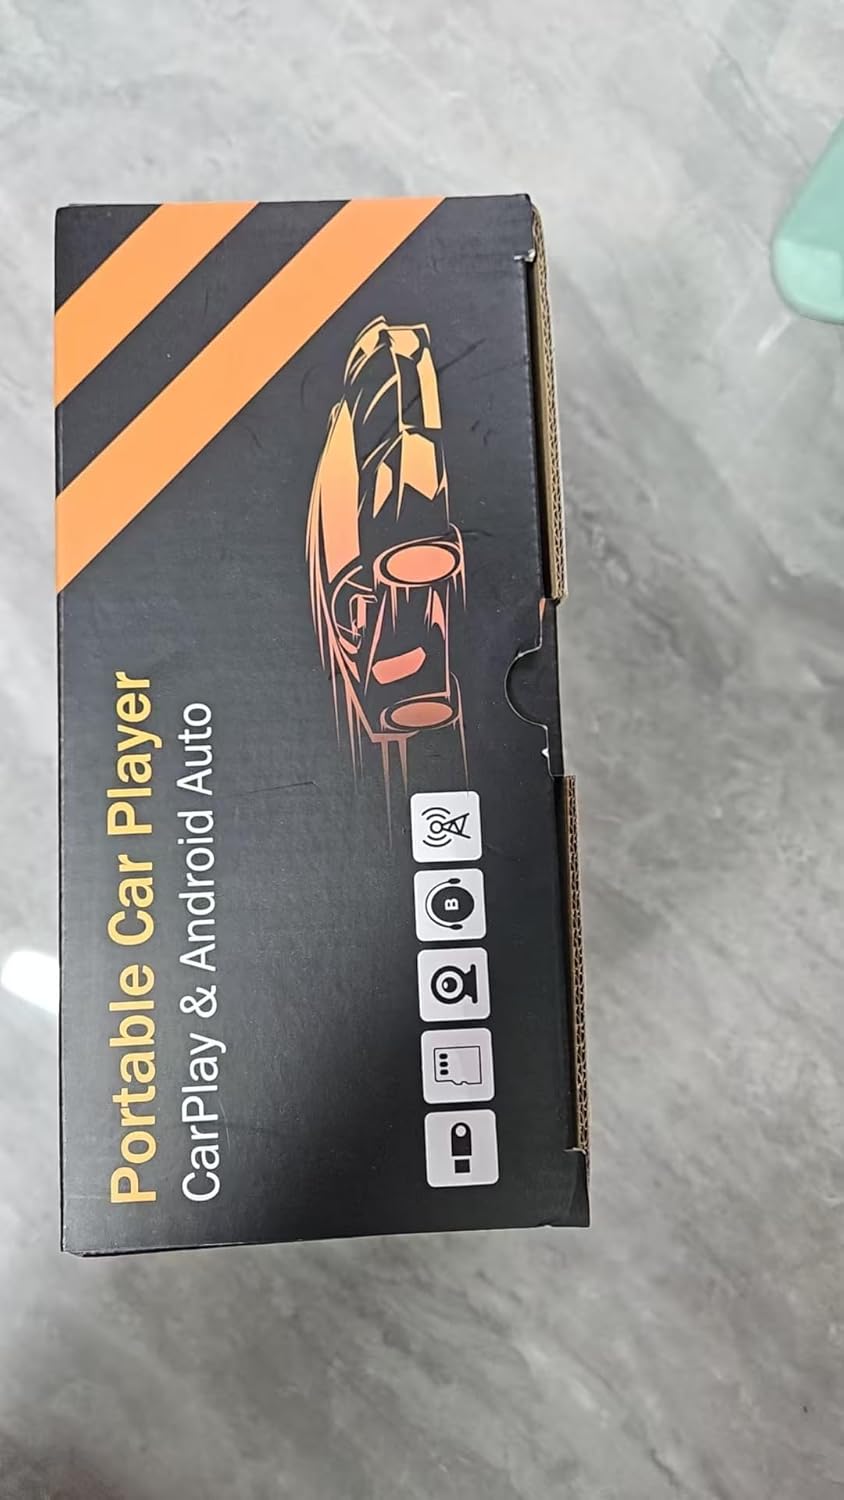 Portable Car Player
CarPlay & Android Auto
B